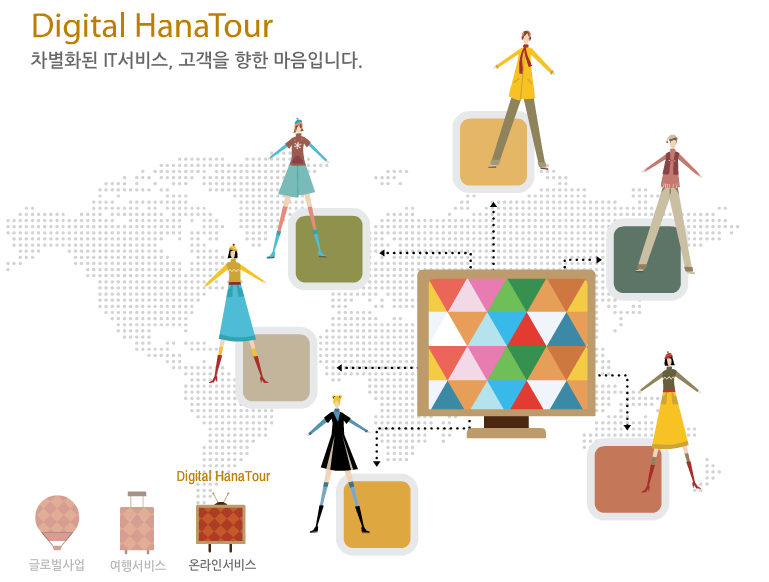 Digital HanaTour
차별화된 IT서비스, 고객을 향한 마음입니다.
Digital HanaTour
글로벌사업
여행서비스
온라인서비스